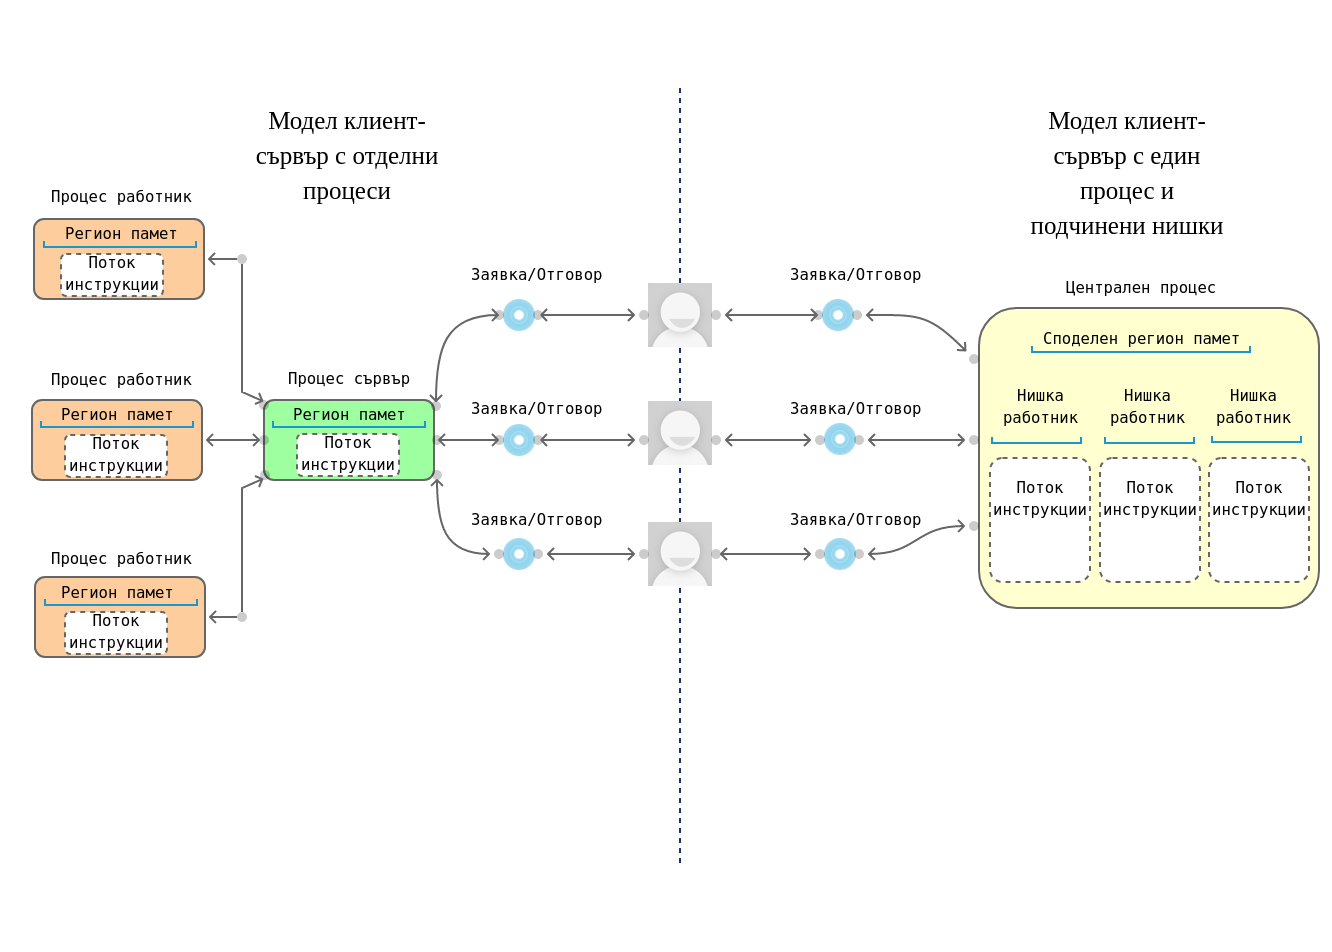 Модел клиент-
сървър с отделни
процеси
Процес работник
Регион памет
Поток
инструкции
Процес работник
Регион памет
Поток
инструкции
Процес работник
Регион памет
Поток
инструкции
Процес сървър
Регион памет
Поток
инструкции
Заявка/Отговор
Заявка/Отговор
Заявка/Отговор
Заявка/Отговор
Заявка/Отговор
Заявка/Отговор
Модел клиент-
сървър с един
процес и
подчинени нишки
Централен процес
Споделен регион памет
Нишка
работник
Нишка
работник
Нишка
работник
Поток
инструкции
Поток
инструкции
Поток
инструкции